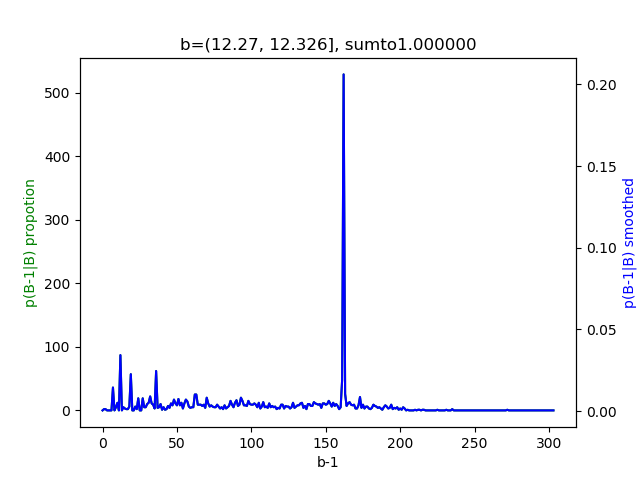 b=(12.27, 12.326], sumto1.000000
500
400
300
200
100
0
p(B-1|B) propotion
0.20
0.15
0.10
0.05
0.00
p(B-1|B) smoothed
0 50 100 150 200 250 300
b-1